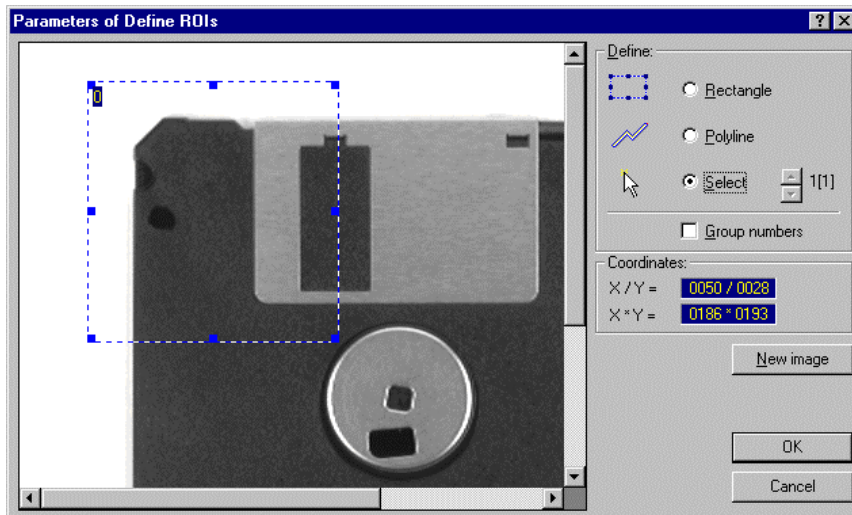 Parameters of Define ROIs
0
Define:
Rectangle
Polyline
Select
1[1]
Group numbers
Coordinates:
X / Y = 0050 / 0028
X * Y = 0186 * 0193
New image
OK
Cancel